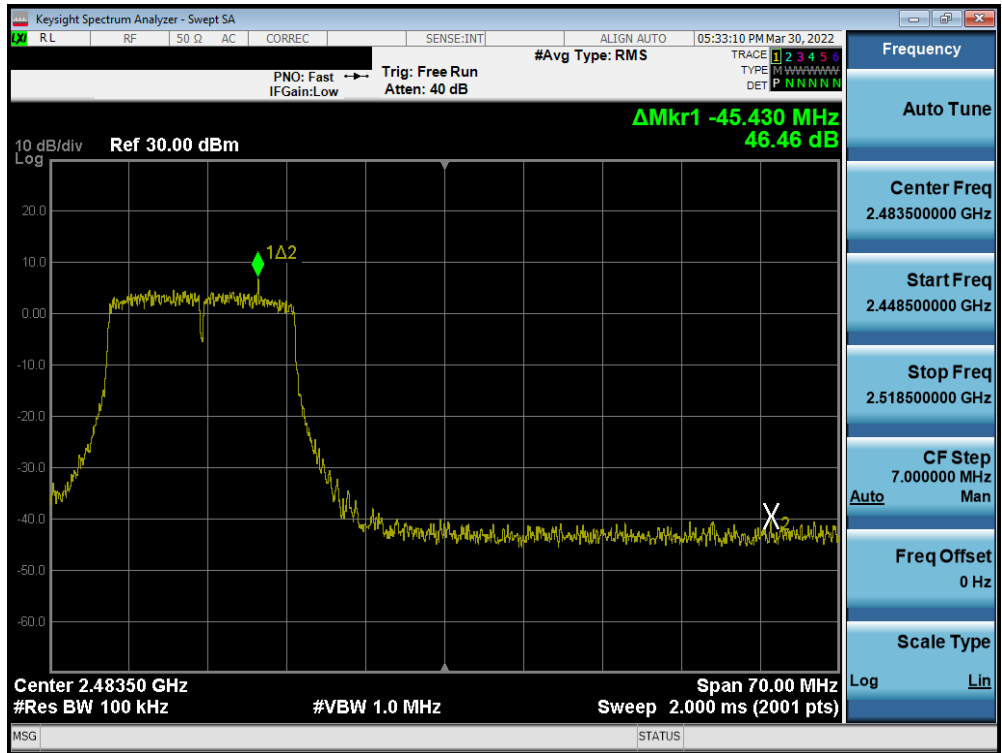 Keysight Spectrum Analyzer - Swept SA
LXI RL RF 50 Ω AC CORREC SENSE:INT ALIGN AUTO 05:33:10 PM Mar 30, 2022
#Avg Type: RMS
TRACE 1 2 3 4 5 6
TYPE M WWWWW
DET P N N N N N
PNO: Fast
IFGain:Low
Trig: Free Run
Atten: 40 dB
ΔMkr1 -45.430 MHz
46.46 dB
10 dB/div Ref 30.00 dBm
Log
20.0
1Δ2
10.0
0.00
-10.0
-20.0
-30.0
-40.0
X2
-50.0
-60.0
Center 2.48350 GHz Span 70.00 MHz
#Res BW 100 kHz #VBW 1.0 MHz Sweep 2.000 ms (2001 pts)
MSG STATUS
Frequency
Auto Tune
Center Freq
2.483500000 GHz
Start Freq
2.448500000 GHz
Stop Freq
2.518500000 GHz
CF Step
7.000000 MHz
Auto Man
Freq Offset
0 Hz
Scale Type
Log Lin